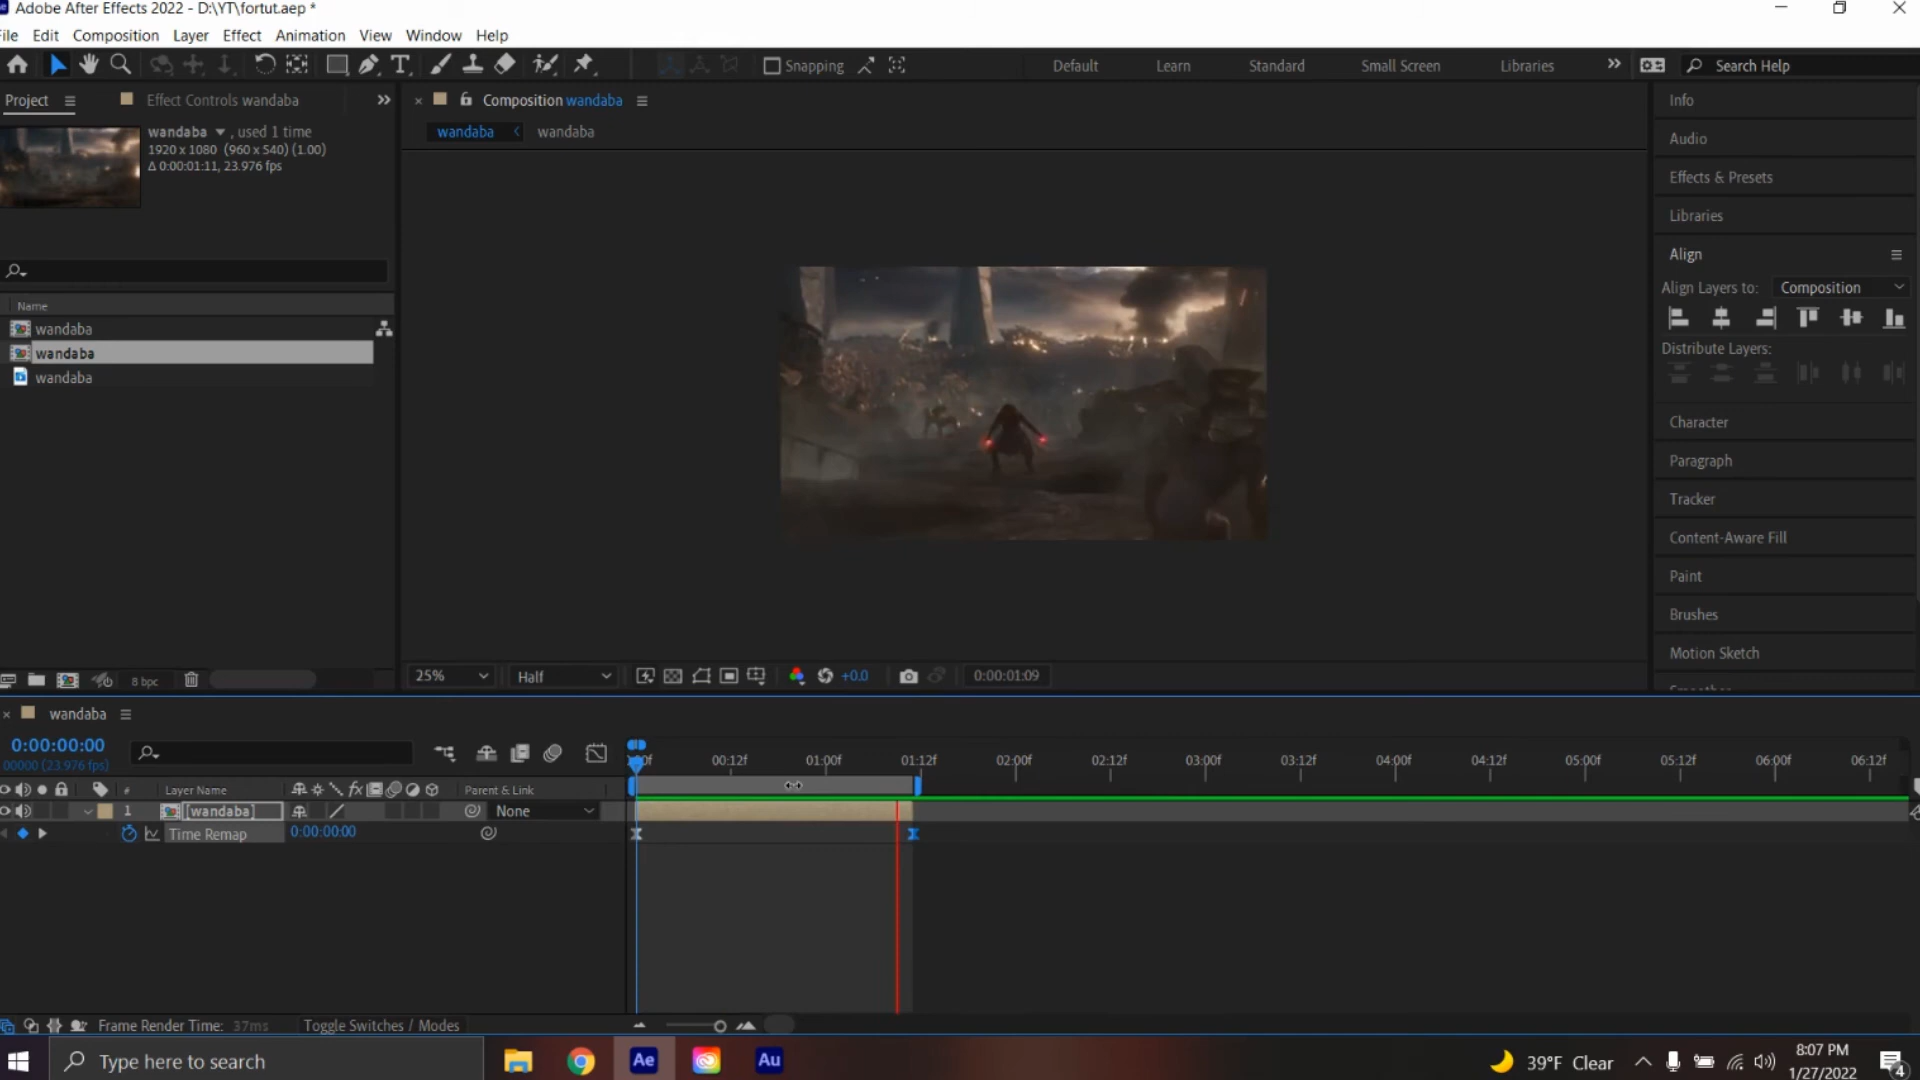 Adobe After Effects 2022 - D:\YT\fortut.aep *
File Edit Composition Layer Effect Animation View Window Help
Snapping Default Learn Standard Small Screen Libraries Search Help
Project Effect Controls wandaba
Composition wandaba
wandaba wandaba
wandaba , used 1 time
1920 x 1080 (960 x 540) (1.00)
Δ 0:00:01:11, 23.976 fps
Name
wandaba
wandaba
wandaba
8 bpc
25% Half +0.0 0:00:01:09
Info
Audio
Effects & Presets
Libraries
Align
Align Layers to: Composition
Distribute Layers:
Character
Paragraph
Tracker
Content-Aware Fill
Paint
Brushes
Motion Sketch
wandaba
0:00:00:00
00000 (23.976 fps)
00:12f 01:00f 01:12f 02:00f 02:12f 03:00f 03:12f 04:00f 04:12f 05:00f 05:12f 06:00f 06:12f
# Layer Name fx Parent & Link
1 [wandaba] None
Time Remap 0:00:00:00
Frame Render Time: 37ms Toggle Switches / Modes
Type here to search
Ae Au
39°F Clear
8:07 PM
1/27/2022
4